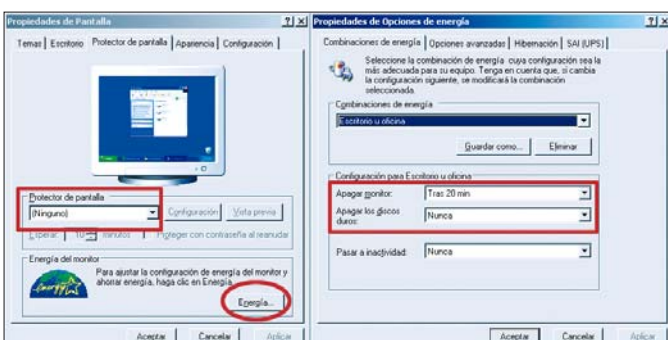 Propiedades de Pantalla
Temas Escritorio Protector de pantalla Apariencia Configuración
Protector de pantalla
(Ninguno)
Configuración Vista previa
Esperar: 10 minutos Proteger con contraseña al reanudar
Energía del monitor
Para ajustar la configuración de energía del monitor y
ahorrar energía, haga clic en Energía.
Energía...
Aceptar Cancelar Aplicar
Propiedades de Opciones de energía
Combinaciones de energía Opciones avanzadas Hibernación SAI (UPS)
Seleccione la combinación de energía cuya configuración sea la
más adecuada para su equipo. Tenga en cuenta que, si cambia
la configuración siguiente, se modificará la combinación
seleccionada.
Combinaciones de energía
Escritorio u oficina
Guardar como... Eliminar
Configuración para Escritorio u oficina
Apagar monitor: Tras 20 min
Apagar los discos
duros: Nunca
Pasar a inactividad: Nunca
Aceptar Cancelar Aplicar